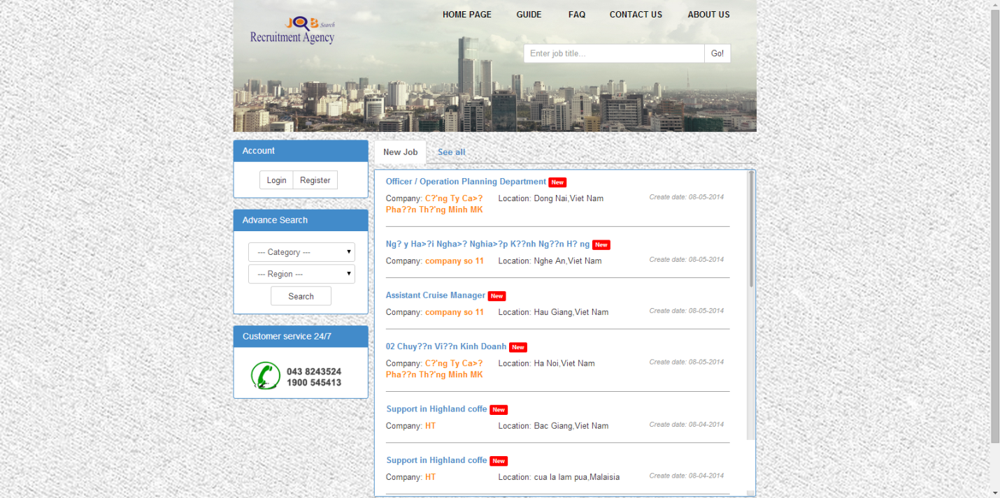 JOB Search
Recruitment Agency
HOME PAGE GUIDE FAQ CONTACT US ABOUT US
Enter job title... Go!
Account
Login Register
Advance Search
--- Category ---
--- Region ---
Search
Customer service 24/7
043 8243524
1900 545413
New Job See all
Officer / Operation Planning Department New
Company: C?'ng Ty Ca>? Location: Dong Nai,Viet Nam Create date: 08-05-2014
Pha??n Th?'ng Minh MK
Ng? y Ha>?i Ngha>? Nghia>?p K??nh Ng??n H? ng New
Company: company so 11 Location: Nghe An,Viet Nam Create date: 08-05-2014
Assistant Cruise Manager New
Company: company so 11 Location: Hau Giang,Viet Nam Create date: 08-05-2014
02 Chuy??n Vi??n Kinh Doanh New
Company: C?'ng Ty Ca>? Location: Ha Noi,Viet Nam Create date: 08-05-2014
Pha??n Th?'ng Minh MK
Support in Highland coffe New
Company: HT Location: Bac Giang,Viet Nam Create date: 08-04-2014
Support in Highland coffe New
Company: HT Location: cua la lam pua,Malaisia Create date: 08-04-2014